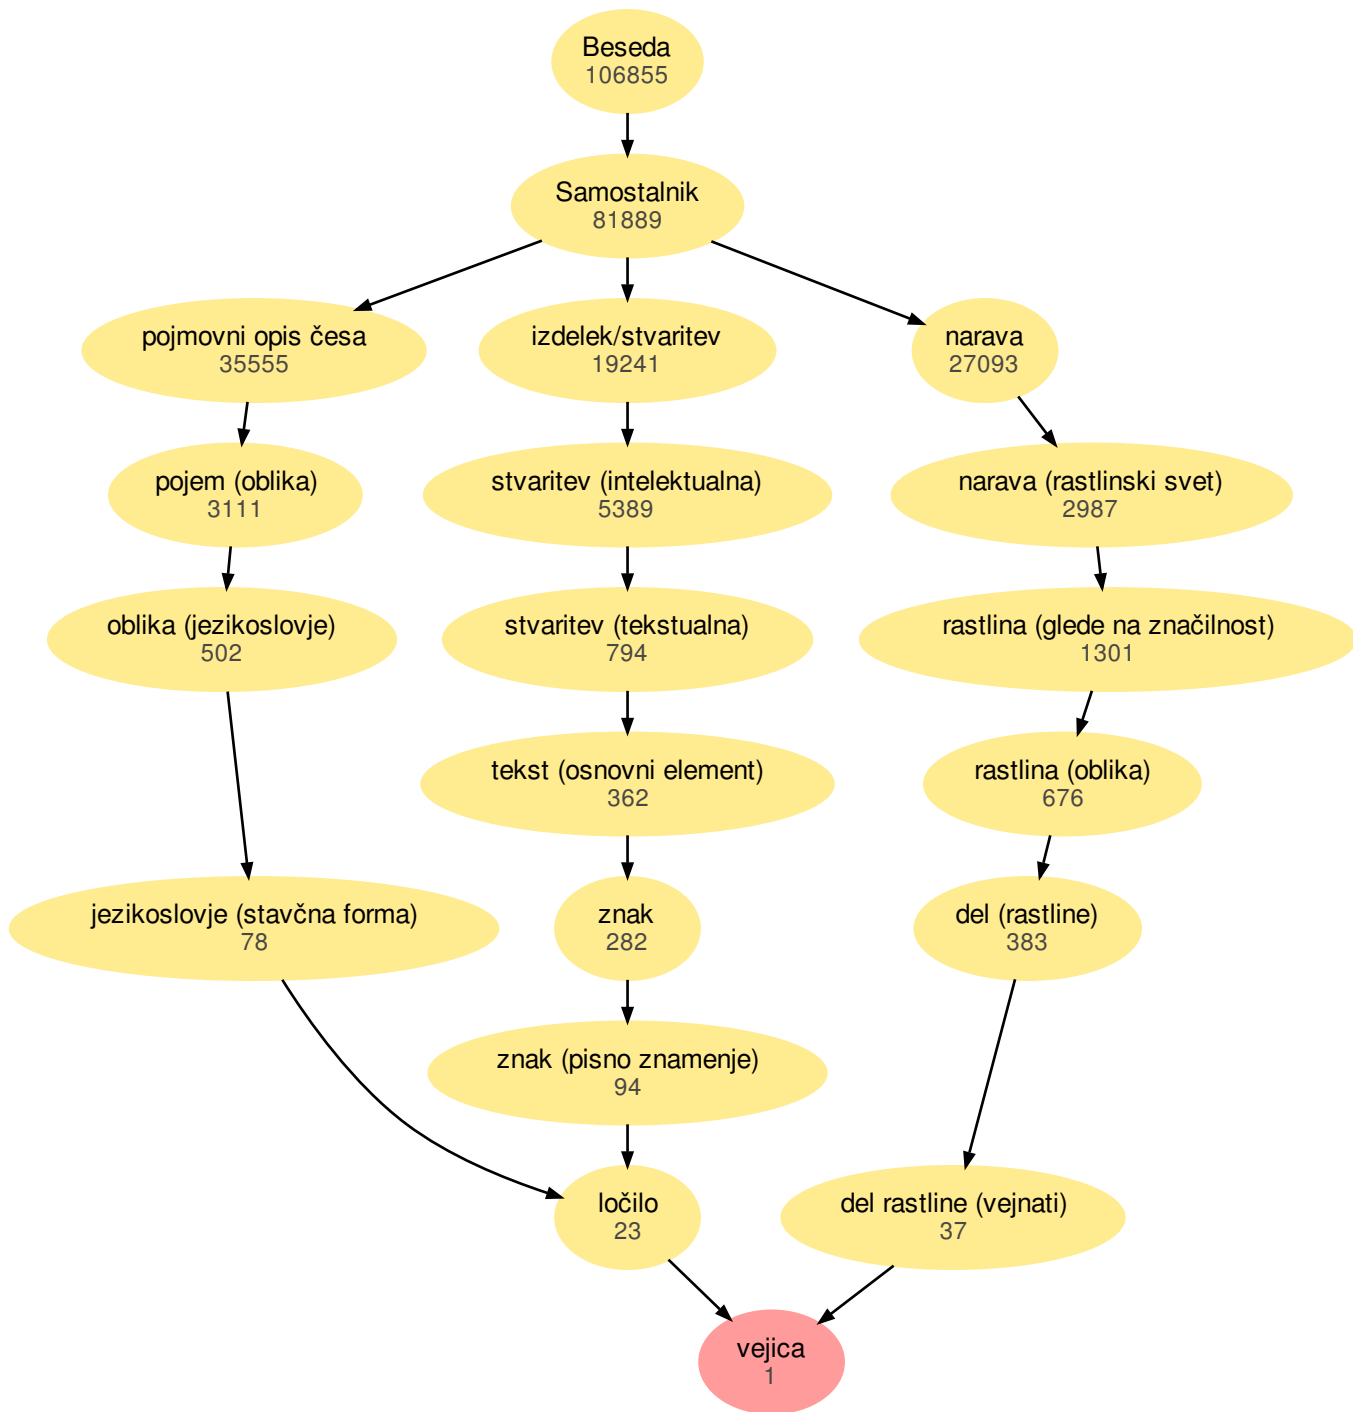 Beseda
106855
Samostalnik
81889
pojmovni opis česa
35555
izdelek/stvaritev
19241
narava
27093
pojem (oblika)
3111
stvaritev (intelektualna)
5389
narava (rastlinski svet)
2987
oblika (jezikoslovje)
502
stvaritev (tekstualna)
794
rastlina (glede na značilnost)
1301
tekst (osnovni element)
362
rastlina (oblika)
676
jezikoslovje (stavčna forma)
78
znak
282
del (rastline)
383
znak (pisno znamenje)
94
ločilo
23
del rastline (vejnati)
37
vejica
1